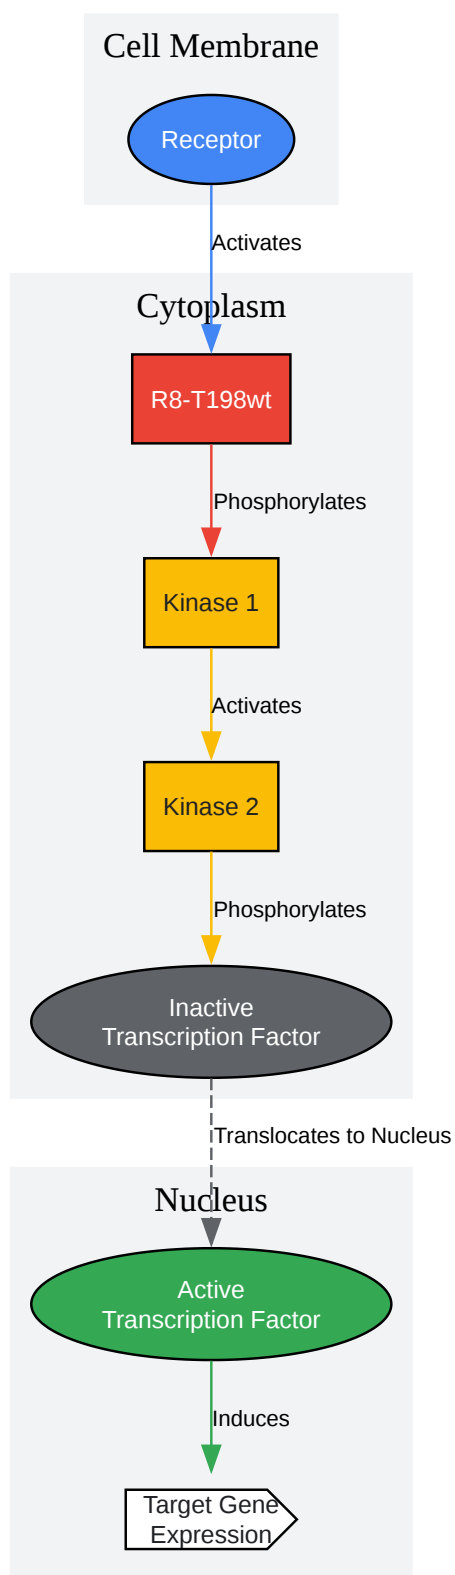 Cell Membrane
Receptor
Activates
Cytoplasm
R8-T198wt
Phosphorylates
Kinase 1
Activates
Kinase 2
Phosphorylates
Inactive
Transcription Factor
Translocates to Nucleus
Nucleus
Active
Transcription Factor
Induces
Target Gene
Expression